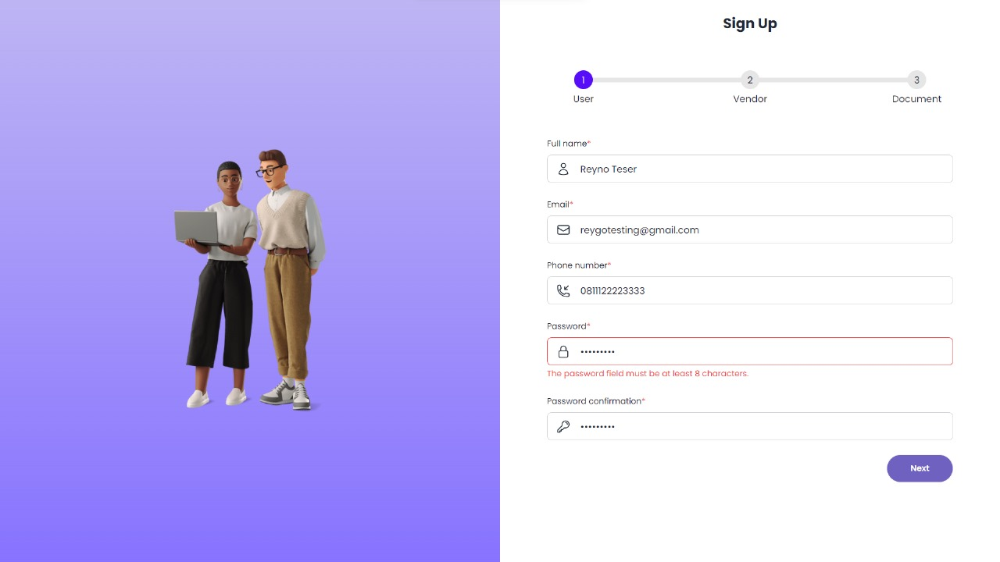 Sign Up
1
2
3
User
Vendor
Document
Full name*
Reyno Teser
Email*
reygotesting@gmail.com
Phone number*
0811122223333
Password*
•••••••••
The password field must be at least 8 characters.
Password confirmation*
•••••••••
Next